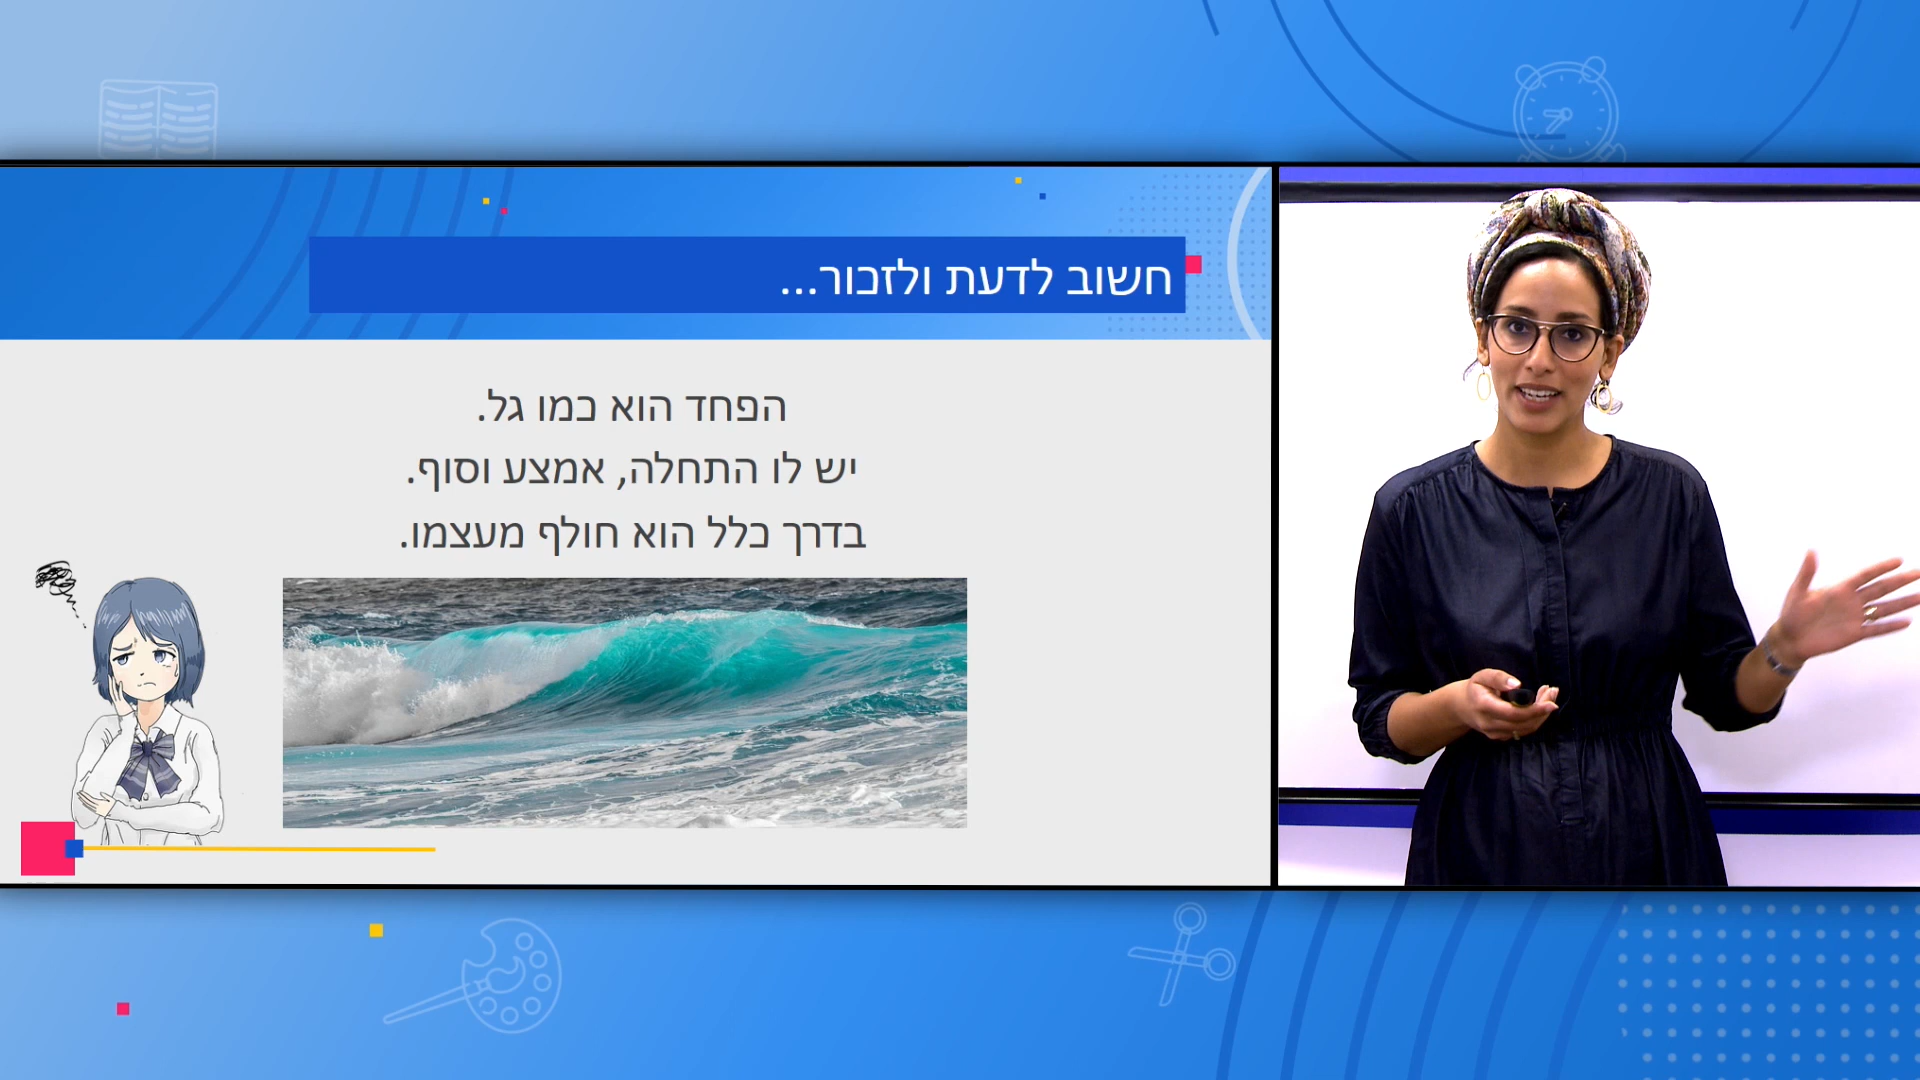 חשוב לדעת ולזכור...
הפחד הוא כמו גל.
יש לו התחלה, אמצע וסוף.
בדרך כלל הוא חולף מעצמו.